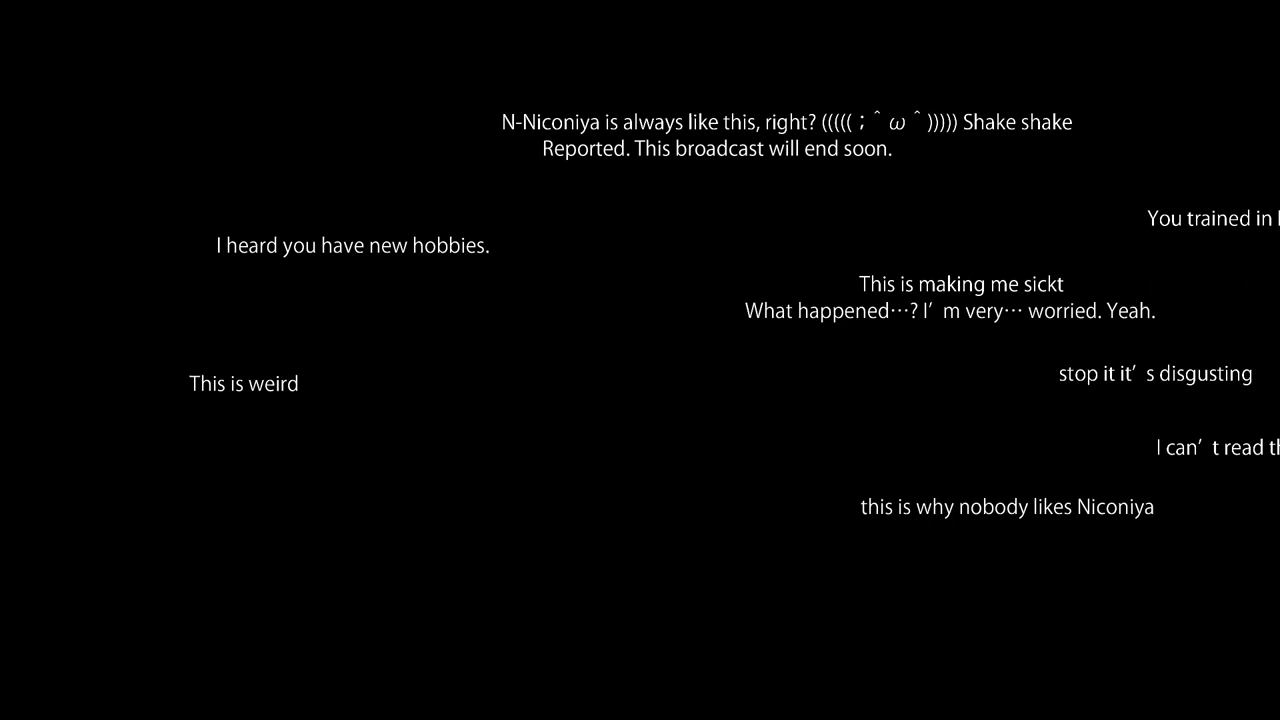 N-Niconiya is always like this, right? (((((；＾ω＾))))) Shake shake
Reported. This broadcast will end soon.
You trained in
I heard you have new hobbies.
This is making me sickt
What happened…? I’m very… worried. Yeah.
stop it it’s disgusting
This is weird
I can’t read
this is why nobody likes Niconiya